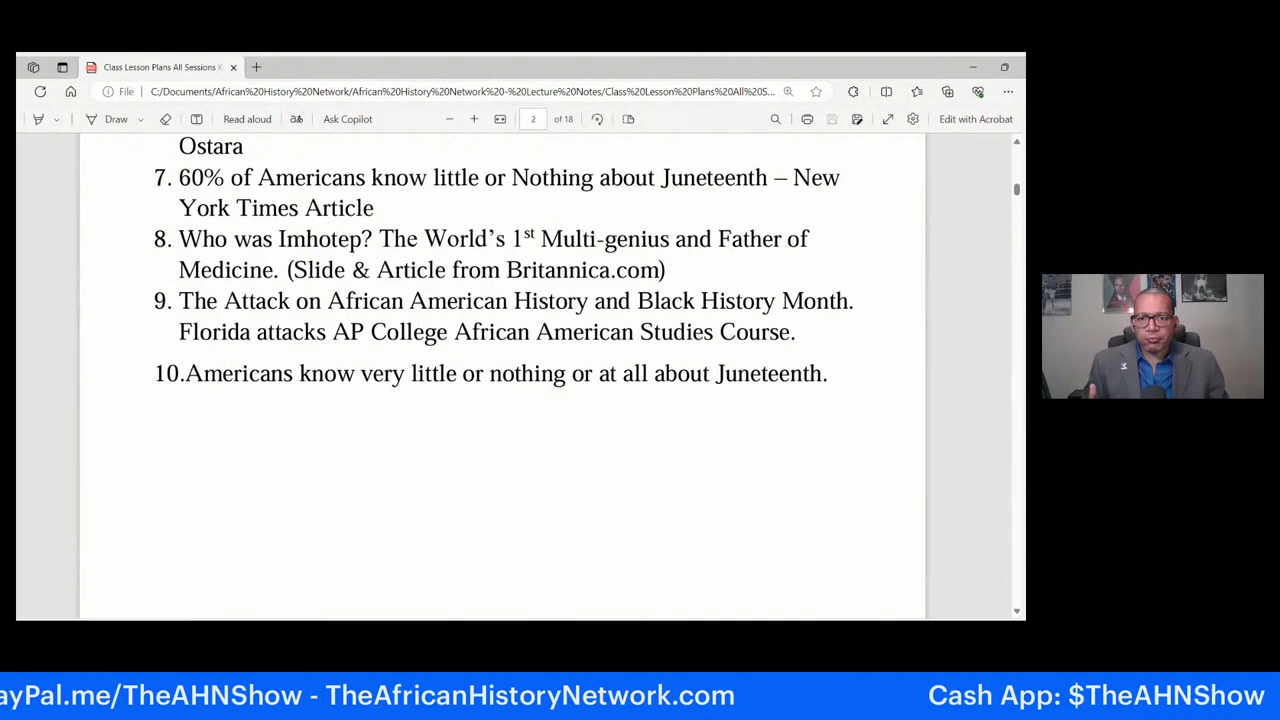 Class Lesson Plans All Sessions K
File
C:/Documents/African%20History%20Network/African%20History%20Network%20-%20Lecture%20Notes/Class%20Lesson%20Plans%20All%20S...
Draw
Read aloud
Ask Copilot
2
of 18
Edit with Acrobat
Ostara
7. 60% of Americans know little or Nothing about Juneteenth – New
York Times Article
8. Who was Imhotep? The World’s 1st Multi-genius and Father of
Medicine. (Slide & Article from Britannica.com)
9. The Attack on African American History and Black History Month.
Florida attacks AP College African American Studies Course.
10.Americans know very little or nothing or at all about Juneteenth.
ayPal.me/TheAHNShow - TheAfricanHistoryNetwork.com
Cash App: $TheAHNShow